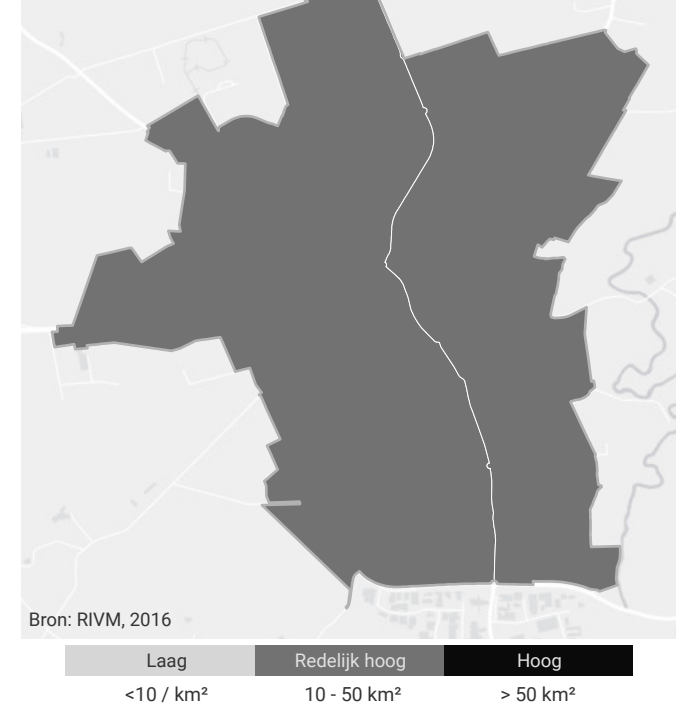 Bron: RIVM, 2016
Laag Redelijk hoog Hoog
<10 / km² 10 - 50 km² > 50 km²